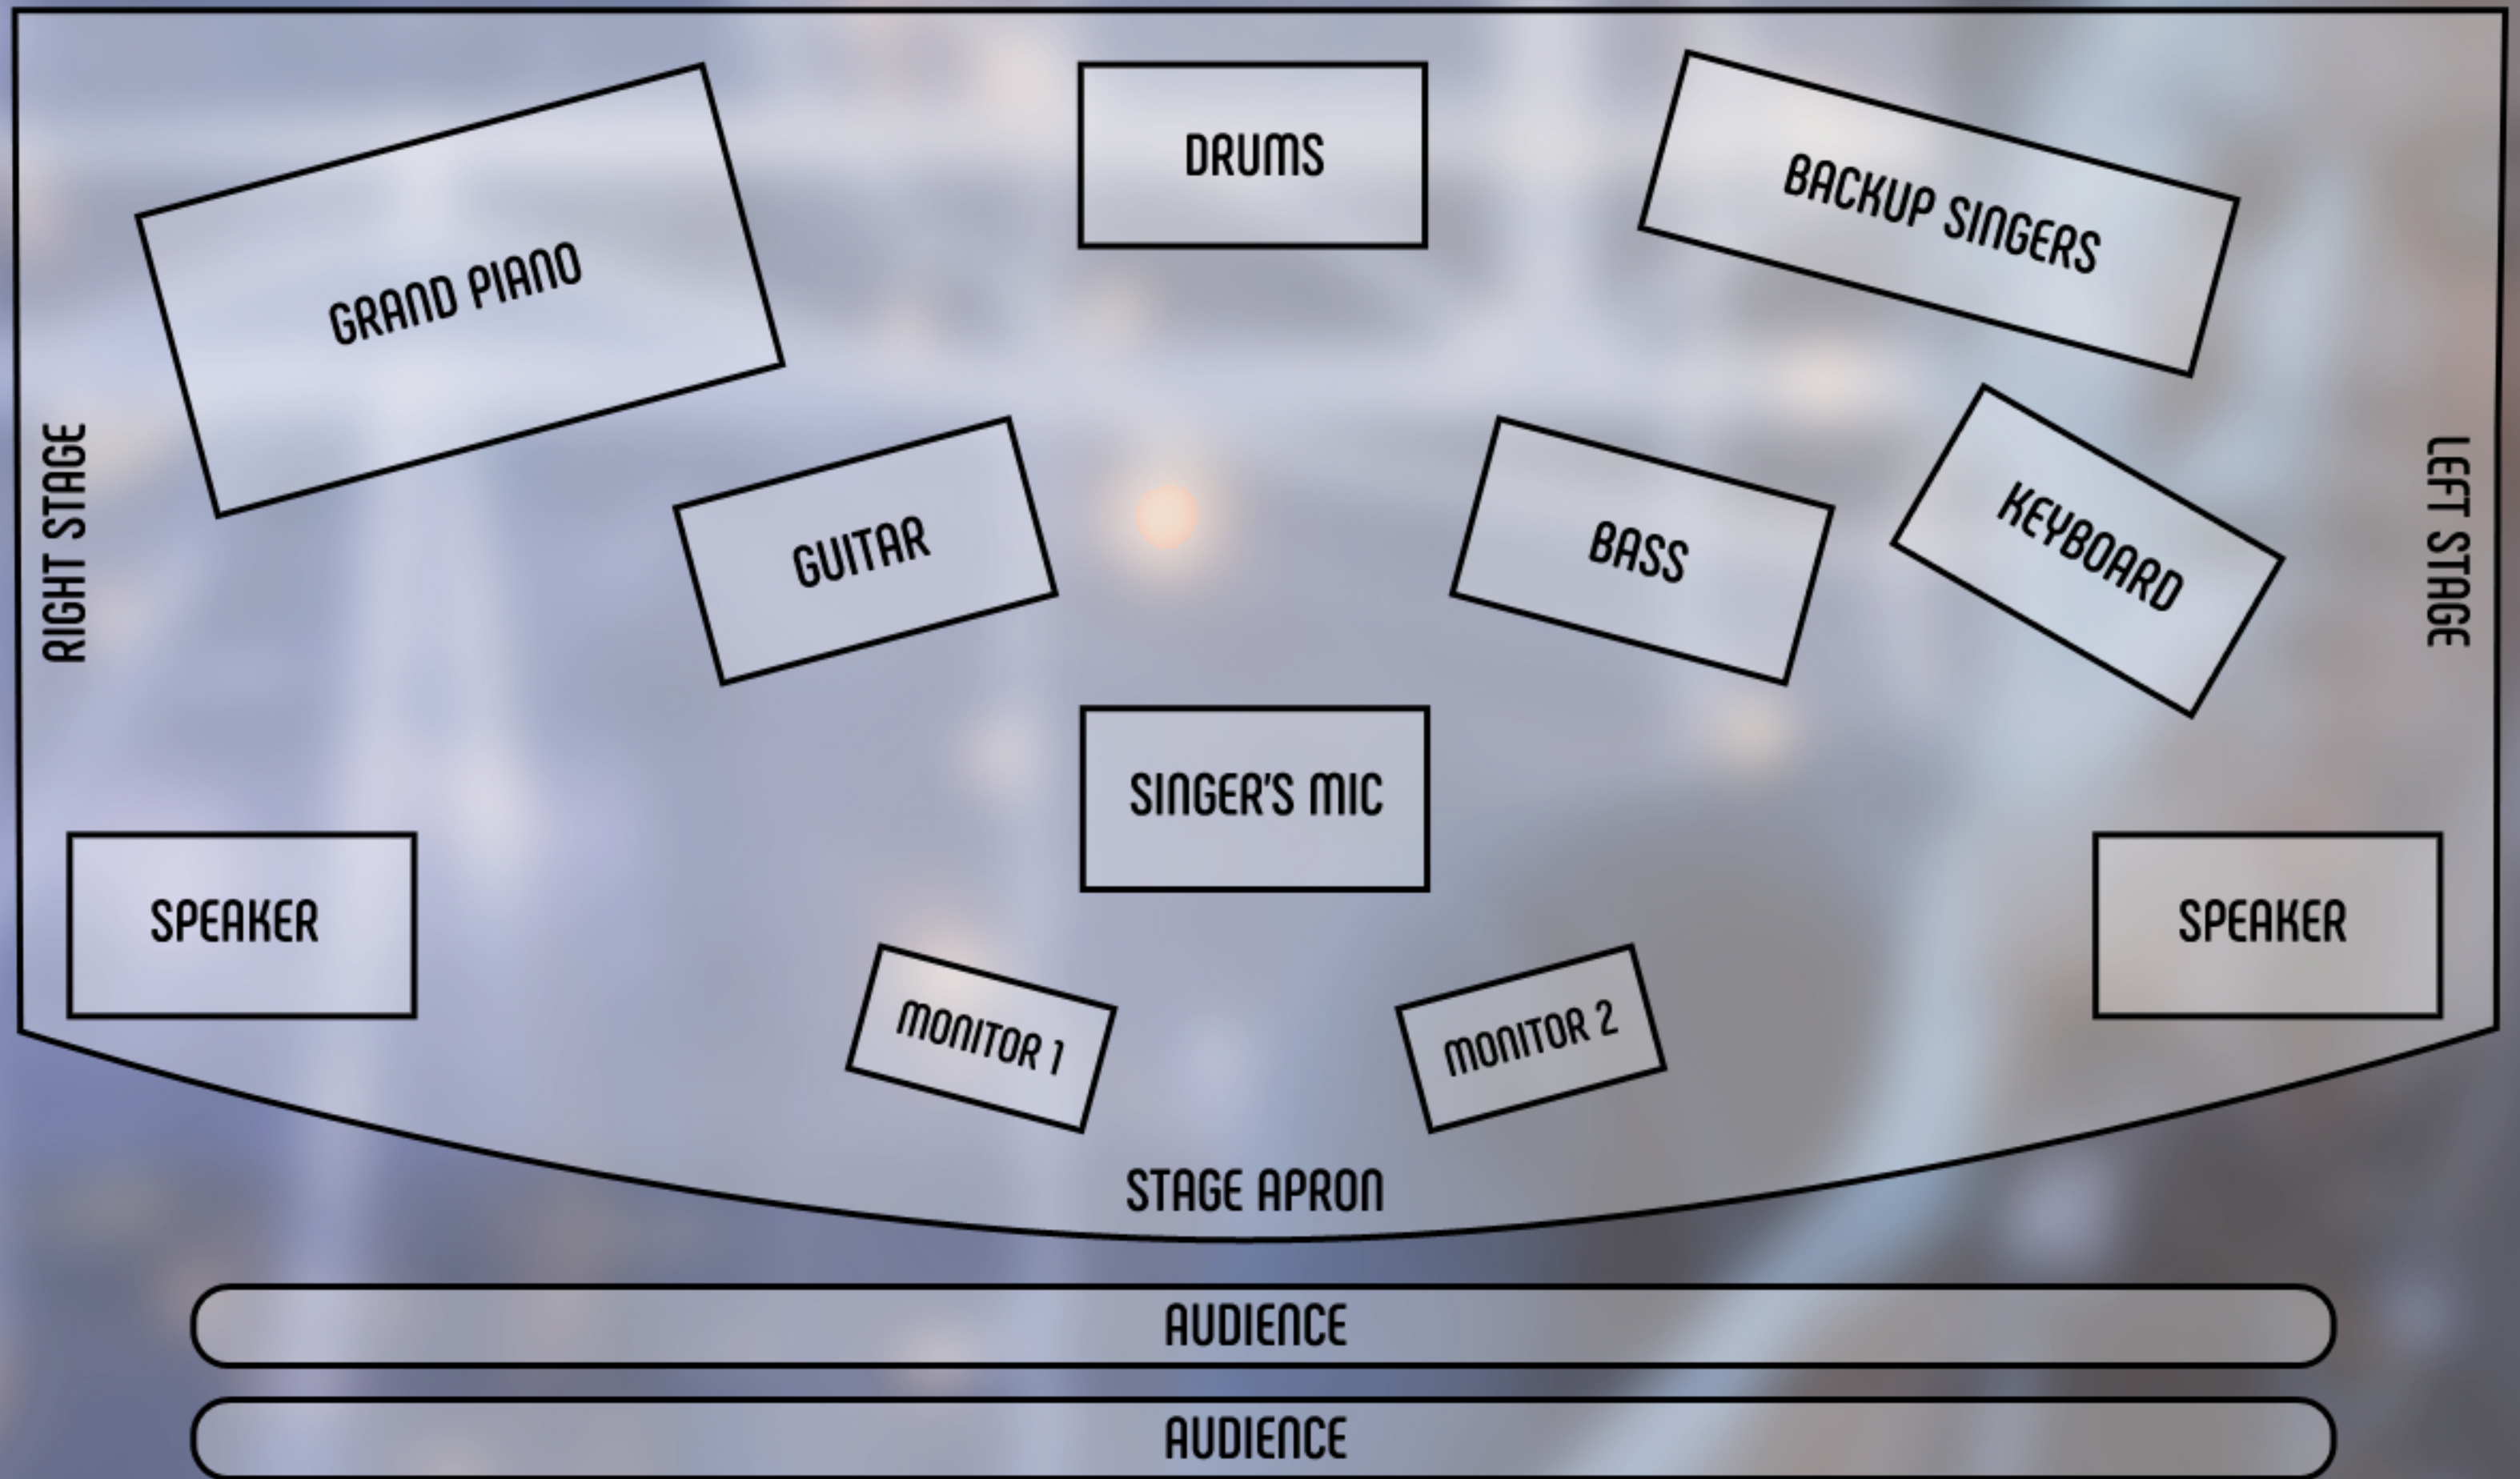 DRUMS
BACKUP SINGERS
GRAND PIANO
RIGHT STAGE
GUITAR
BASS
KEYBOARD
LEFT STAGE
SINGER'S MIC
SPEAKER
SPEAKER
MONITOR 1
MONITOR 2
STAGE APRON
AUDIENCE
AUDIENCE